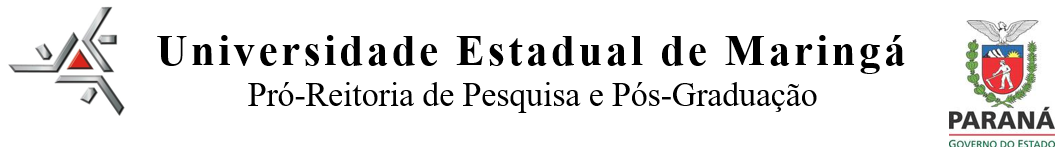 Universidade Estadual de Maringá
Pró-Reitoria de Pesquisa e Pós-Graduação
PARANÁ
GOVERNO DO ESTADO